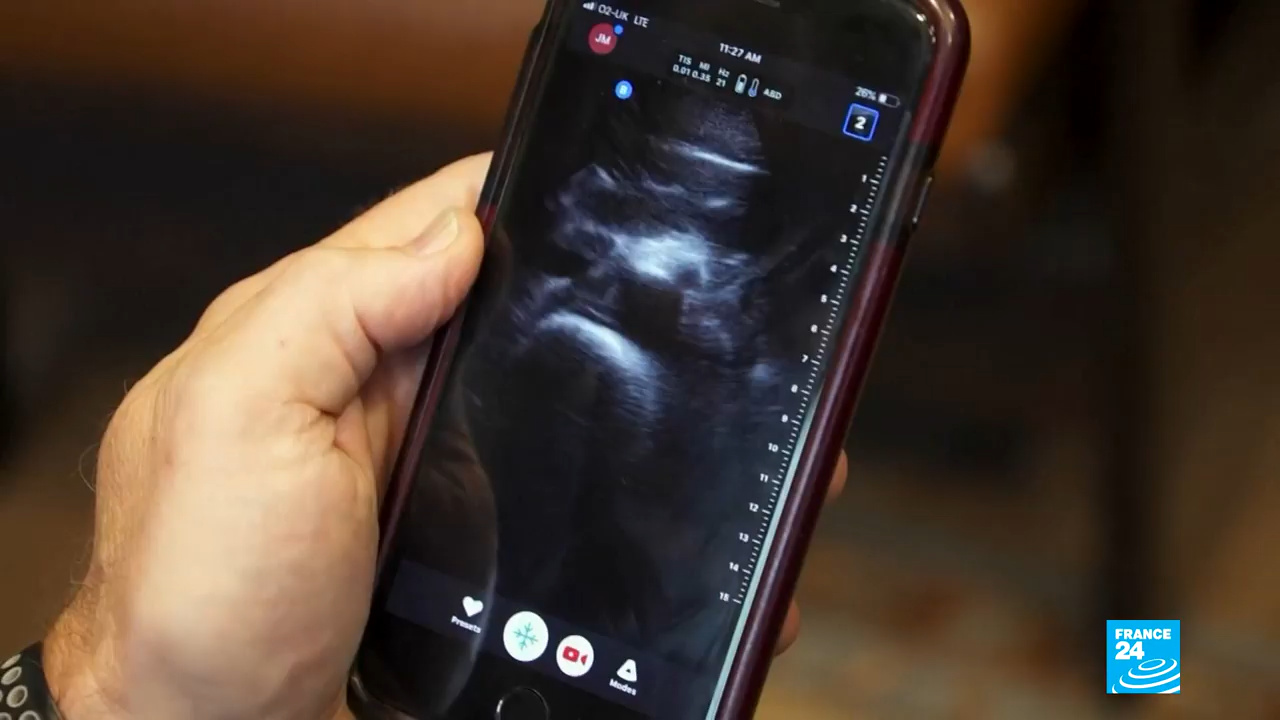 O2-UK LTE
JM
11:27 AM
26%
TIS MI Hz
0.01 0.35 21
ABD
B
2
1
2
3
4
5
6
7
8
9
10
11
12
13
14
15
Presets
Modes
FRANCE
24